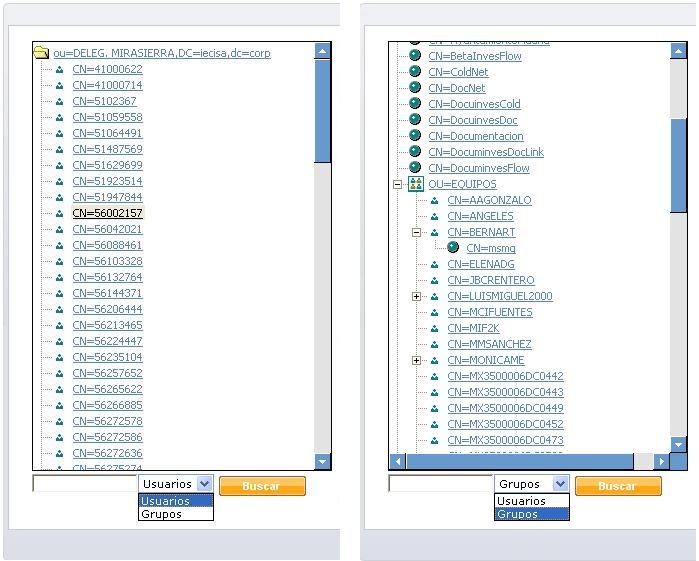 ou=DELEG. MIRASIERRA,DC=iecisa,dc=corp
CN=41000622
CN=41000714
CN=5102367
CN=51059558
CN=51064491
CN=51487569
CN=51629699
CN=51923514
CN=51947844
CN=56002157
CN=56042021
CN=56088461
CN=56103328
CN=56132764
CN=56144371
CN=56206444
CN=56213465
CN=56224447
CN=56235104
CN=56257652
CN=56265622
CN=56266885
CN=56272578
CN=56272586
CN=56272636
CN=56275274
Usuarios
Buscar
Usuarios
Grupos
CN=BetaInvesFlow
CN=ColdNet
CN=DocNet
CN=DocuinvesCold
CN=DocuinvesDoc
CN=Documentacion
CN=DocuminvesDocLink
CN=DocuminvesFlow
OU=EQUIPOS
CN=AAGONZALO
CN=ANGELES
CN=BERNART
CN=msmq
CN=ELENADG
CN=JBCRENTERO
CN=LUISMIGUEL2000
CN=MCIFUENTES
CN=MIF2K
CN=MMSANCHEZ
CN=MONICAME
CN=MX3500006DC0442
CN=MX3500006DC0443
CN=MX3500006DC0449
CN=MX3500006DC0452
CN=MX3500006DC0473
Grupos
Buscar
Usuarios
Grupos